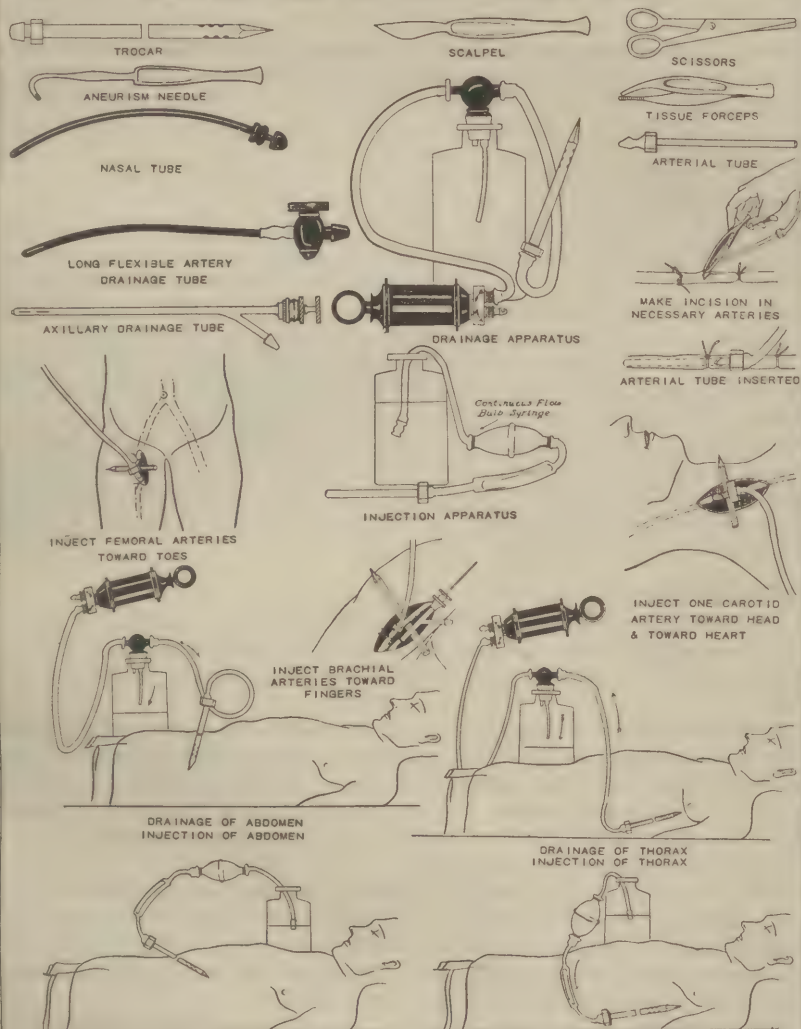 TROCAR
SCALPEL
SCISSORS
ANEURISM NEEDLE
TISSUE FORCEPS
NASAL TUBE
ARTERIAL TUBE
LONG FLEXIBLE ARTERY
DRAINAGE TUBE
MAKE INCISION IN
NECESSARY ARTERIES
AXILLARY DRAINAGE TUBE
DRAINAGE APPARATUS
ARTERIAL TUBE INSERTED
Continuous Flow
Bulb Syringe
INJECTION APPARATUS
INJECT FEMORAL ARTERIES
TOWARD TOES
INJECT ONE CAROTID
ARTERY TOWARD HEAD
& TOWARD HEART
INJECT BRACHIAL
ARTERIES TOWARD
FINGERS
DRAINAGE OF ABDOMEN
INJECTION OF ABDOMEN
DRAINAGE OF THORAX
INJECTION OF THORAX